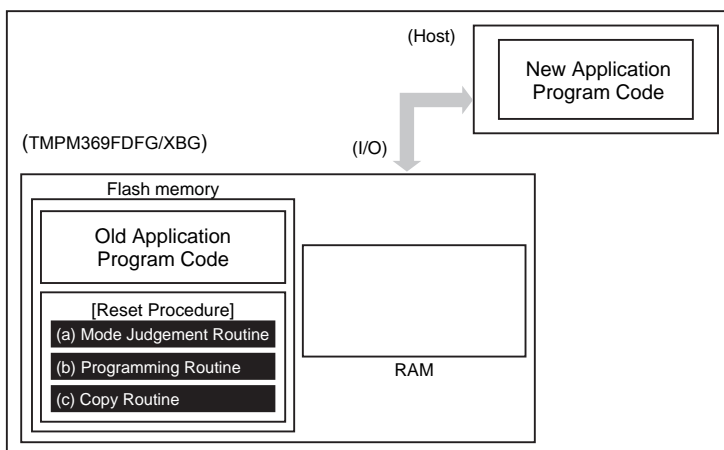 (Host)
New Application
Program Code
(TMPM369FDFG/XBG)
(I/O)
Flash memory
Old Application
Program Code
[Reset Procedure]
(a) Mode Judgement Routine
(b) Programming Routine
(c) Copy Routine
RAM